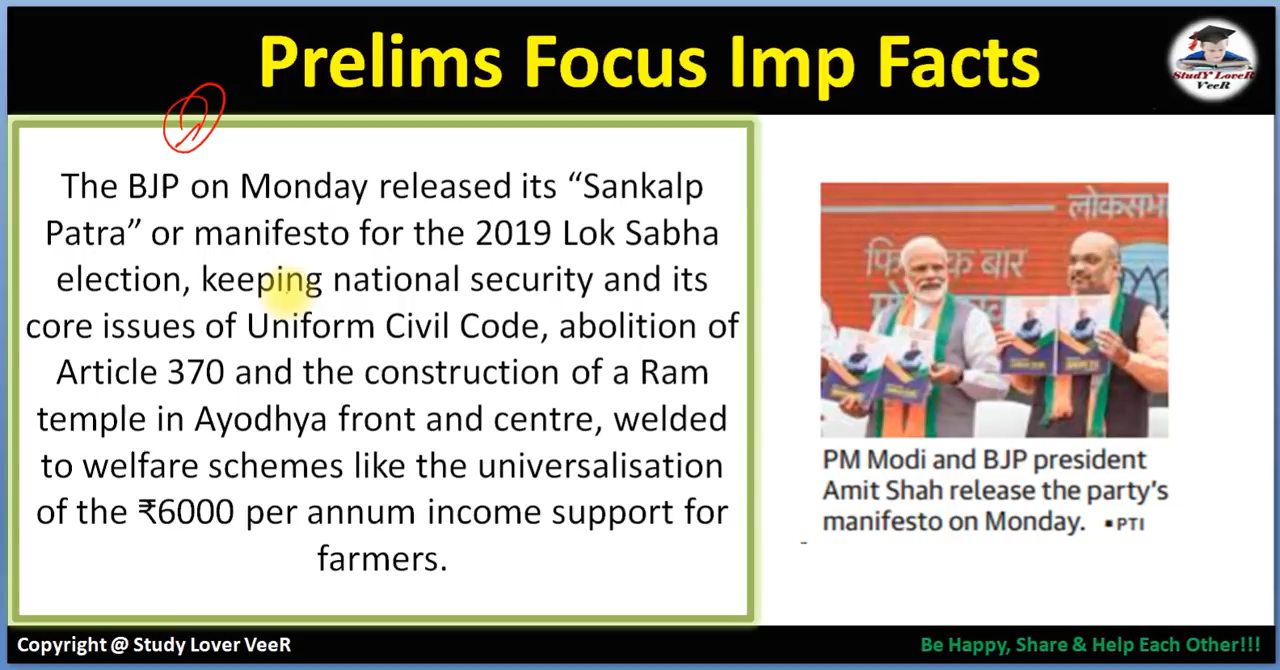 Prelims Focus Imp Facts
StudY LoveR
VeeR
The BJP on Monday released its “Sankalp
Patra” or manifesto for the 2019 Lok Sabha
election, keeping national security and its
core issues of Uniform Civil Code, abolition of
Article 370 and the construction of a Ram
temple in Ayodhya front and centre, welded
to welfare schemes like the universalisation
of the ₹6000 per annum income support for
farmers.
लोकसभा
बार
PM Modi and BJP president
Amit Shah release the party’s
manifesto on Monday. ▪PTI
Copyright @ Study Lover VeeR
Be Happy, Share & Help Each Other!!!